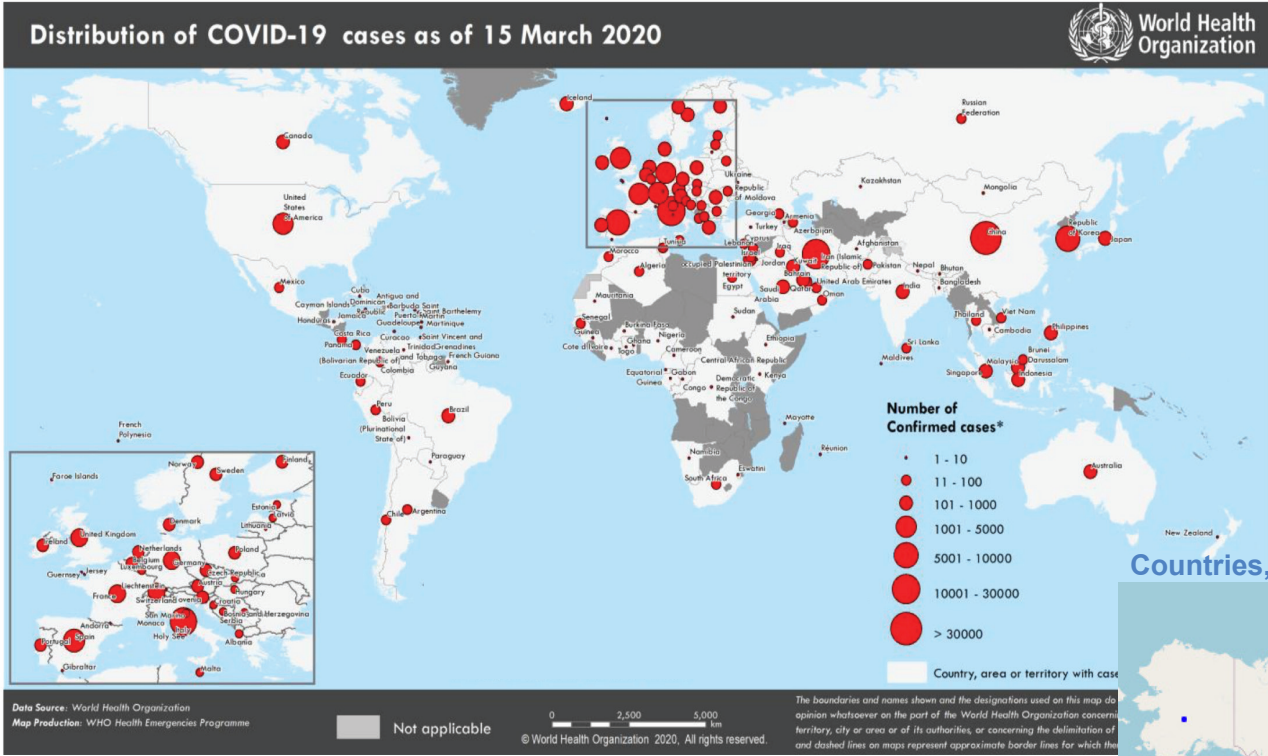 Distribution of COVID-19 cases as of 15 March 2020
World Health
Organization
Iceland
Russian
Federation
Canada
United
States
of America
Ukraine
Republic
of Moldova
Kazakhstan
Mongolia
Georgia
Armenia
Turkey
Azerbaijan
China
Republic
of Korea
Japan
Tunisia
Morocco
Algeria
Lebanon
Cyprus
Israel
Iraq
Jordan
Kuwait
Iran (Islamic
Republic of)
Afghanistan
Pakistan
Nepal
Bhutan
Bangladesh
India
occupied Palestinian
territory
Egypt
Bahrain
Saudi
Arabia
Qatar
United Arab Emirates
Oman
Mexico
Cuba
Cayman Islands
Dominican
Republic
Antigua and
Barbuda
Saint Barthelemy
Jamaica
Puerto
Saint
Martin
Honduras
Guadeloupe
Martinique
Costa Rica
Curacao
Saint Vincent and
Grenadines
Panama
Venezuela
(Bolivarian Republic of)
Trinidad
and Tobago
French Guiana
Guyana
Colombia
Ecuador
Peru
Brazil
Bolivia
(Plurinational
State of)
Paraguay
Chile
Argentina
French
Polynesia
Mauritania
Senegal
Guinea
Burkina Faso
Cote d'Ivoire
Ghana
Togo
Nigeria
Cameroon
Sudan
Ethiopia
Central African Republic
Equatorial
Guinea
Gabon
Congo
Democratic
Republic of
the Congo
Kenya
Mayotte
Réunion
Namibia
Eswatini
South Africa
Thailand
Viet Nam
Cambodia
Philippines
Sri Lanka
Maldives
Malaysia
Brunei
Darussalam
Singapore
Indonesia
Australia
New Zealand
Number of
Confirmed cases*
1 - 10
11 - 100
101 - 1000
1001 - 5000
5001 - 10000
10001 - 30000
> 30000
Country, area or territory with case
Countries,
Faroe Islands
Norway
Sweden
Finland
Estonia
Latvia
Lithuania
Denmark
Ireland
United Kingdom
Netherlands
Belgium
Luxembourg
Germany
Poland
Czech Republic
Guernsey
Jersey
Liechtenstein
Austria
Hungary
France
Switzerland
Slovenia
Croatia
San Marino
Monaco
Bosnia and Herzegovina
Serbia
Andorra
Holy See
Italy
Albania
Portugal
Spain
Gibraltar
Malta
Data Source: World Health Organization
Map Production: WHO Health Emergencies Programme
Not applicable
0 2,500 5,000
km
© World Health Organization 2020, All rights reserved.
The boundaries and names shown and the designations used on this map do
opinion whatsoever on the part of the World Health Organization concerni
territory, city or area or of its authorities, or concerning the delimitation of
and dashed lines on maps represent approximate border lines for which ther